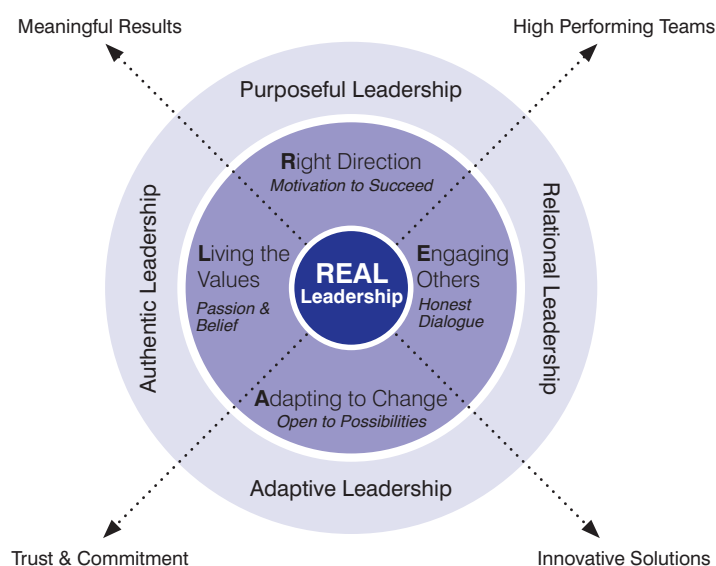 Meaningful Results
High Performing Teams
Purposeful Leadership
Right Direction
Motivation to Succeed
Authentic Leadership
Living the
Values
Passion &
Belief
REAL
Leadership
Engaging
Others
Honest
Dialogue
Relational Leadership
Adapting to Change
Open to Possibilities
Adaptive Leadership
Trust & Commitment
Innovative Solutions